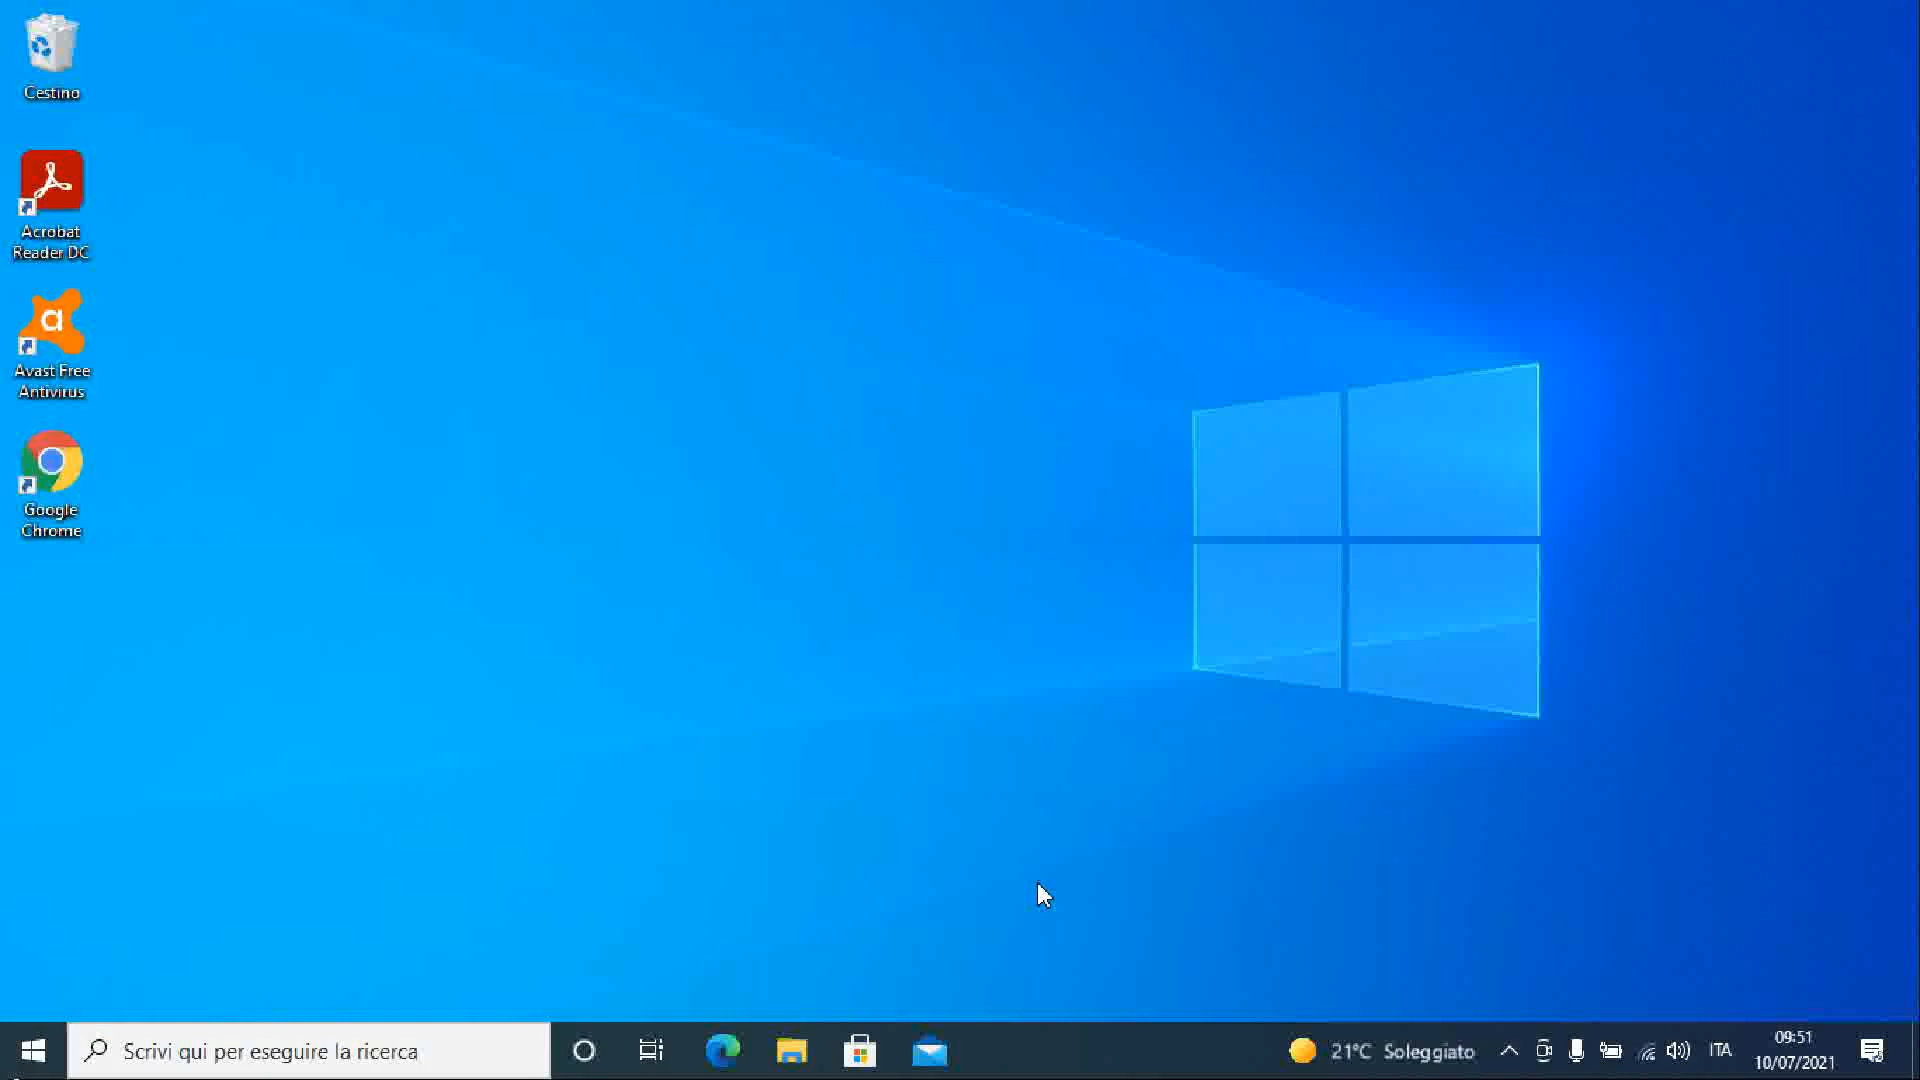 Cestino
Acrobat
Reader DC
Avast Free
Antivirus
Google
Chrome
Scrivi qui per eseguire la ricerca
21°C Soleggiato
ITA
09:51
10/07/2021